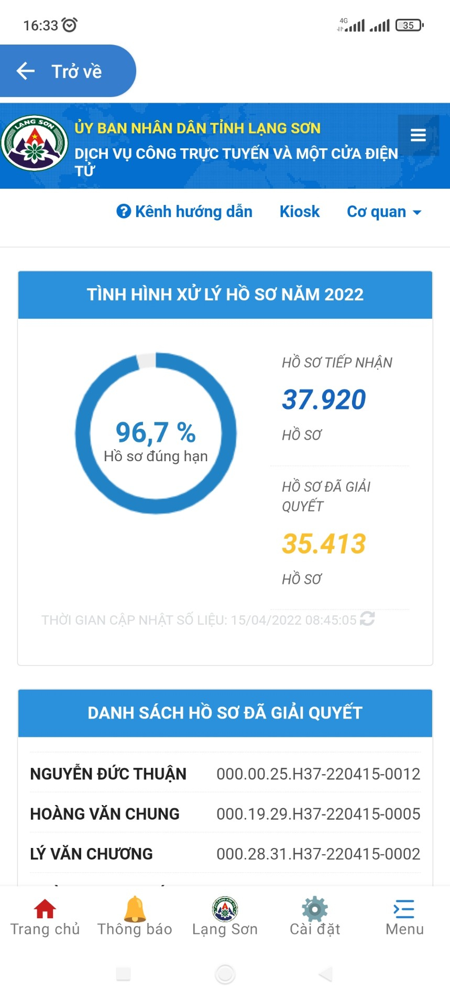 16:33
4G
35
Trở về
LẠNG SƠN
ỦY BAN NHÂN DÂN TỈNH LẠNG SƠN
DỊCH VỤ CÔNG TRỰC TUYẾN VÀ MỘT CỬA ĐIỆN
TỬ
Kênh hướng dẫn Kiosk Cơ quan
TÌNH HÌNH XỬ LÝ HỒ SƠ NĂM 2022
96,7 %
Hồ sơ đúng hạn
HỒ SƠ TIẾP NHẬN
37.920
HỒ SƠ
HỒ SƠ ĐÃ GIẢI
QUYẾT
35.413
HỒ SƠ
THỜI GIAN CẬP NHẬT SỐ LIỆU: 15/04/2022 08:45:05
DANH SÁCH HỒ SƠ ĐÃ GIẢI QUYẾT
NGUYỄN ĐỨC THUẬN 000.00.25.H37-220415-0012
HOÀNG VĂN CHUNG 000.19.29.H37-220415-0005
LÝ VĂN CHƯƠNG 000.28.31.H37-220415-0002
Trang chủ Thông báo Lạng Sơn Cài đặt Menu